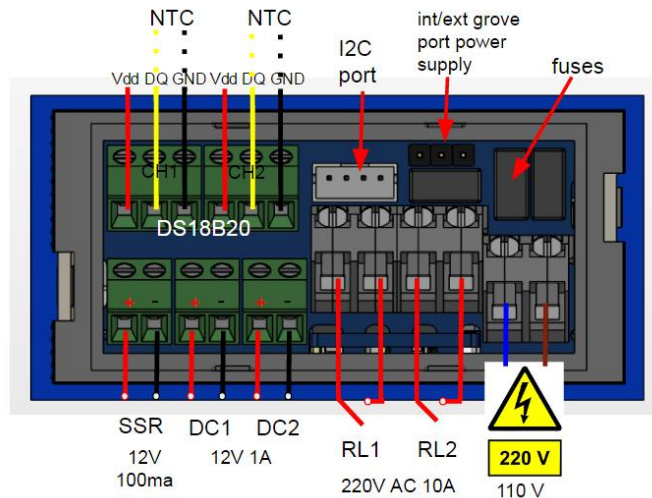 NTC
NTC
I2C
port
int/ext grove
port power
supply
fuses
Vdd DQ GND Vdd DQ GND
CH1
CH2
DS18B20
+ - + - + -
SSR
DC1
DC2
12V
100ma
12V 1A
RL1
RL2
220V AC 10A
220 V
110 V